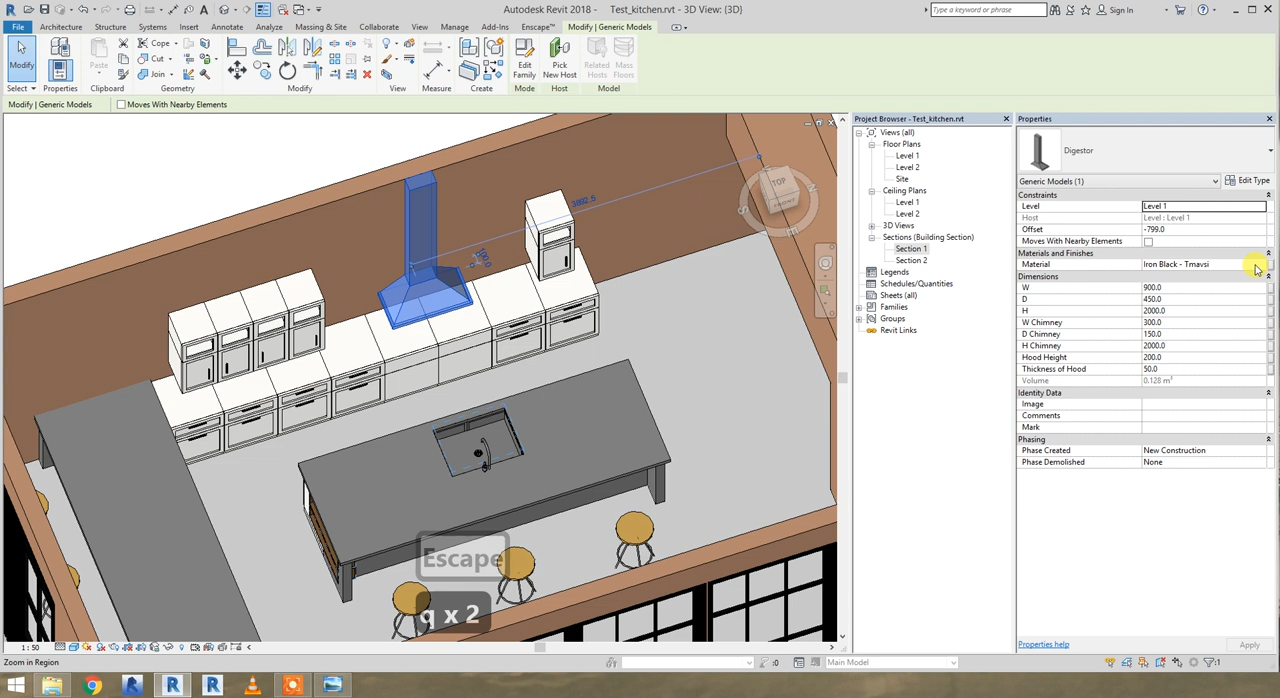 Autodesk Revit 2018 - Test_kitchen.rvt - 3D View: {3D}
Type a keyword or phrase
Sign In
File Architecture Structure Systems Insert Annotate Analyze Massing & Site Collaborate View Manage Add-Ins Enscape™ Modify | Generic Models
Modify
Paste
Cope
Cut
Join
Edit Family
Pick New Host
Related Hosts
Mass Floors
Select Properties Clipboard Geometry Modify View Measure Create Mode Host Model
Modify | Generic Models
Moves With Nearby Elements
Project Browser - Test_kitchen.rvt
Views (all)
Floor Plans
Level 1
Level 2
Site
Ceiling Plans
Level 1
Level 2
3D Views
Sections (Building Section)
Section 1
Section 2
Legends
Schedules/Quantities
Sheets (all)
Families
Groups
Revit Links
Properties
Digestor
Generic Models (1)
Edit Type
Constraints
Level Level 1
Host Level : Level 1
Offset -799.0
Moves With Nearby Elements
Materials and Finishes
Material Iron Black - Tmavsi
Dimensions
W 900.0
D 450.0
H 2000.0
W Chimney 300.0
D Chimney 150.0
H Chimney 2000.0
Hood Height 200.0
Thickness of Hood 50.0
Volume 0.128 m³
Identity Data
Image
Comments
Mark
Phasing
Phase Created New Construction
Phase Demolished None
TOP
FRONT
S
E
Escape
q x 2
1 : 50
Properties help
Apply
Zoom in Region
:0
Main Model
:1